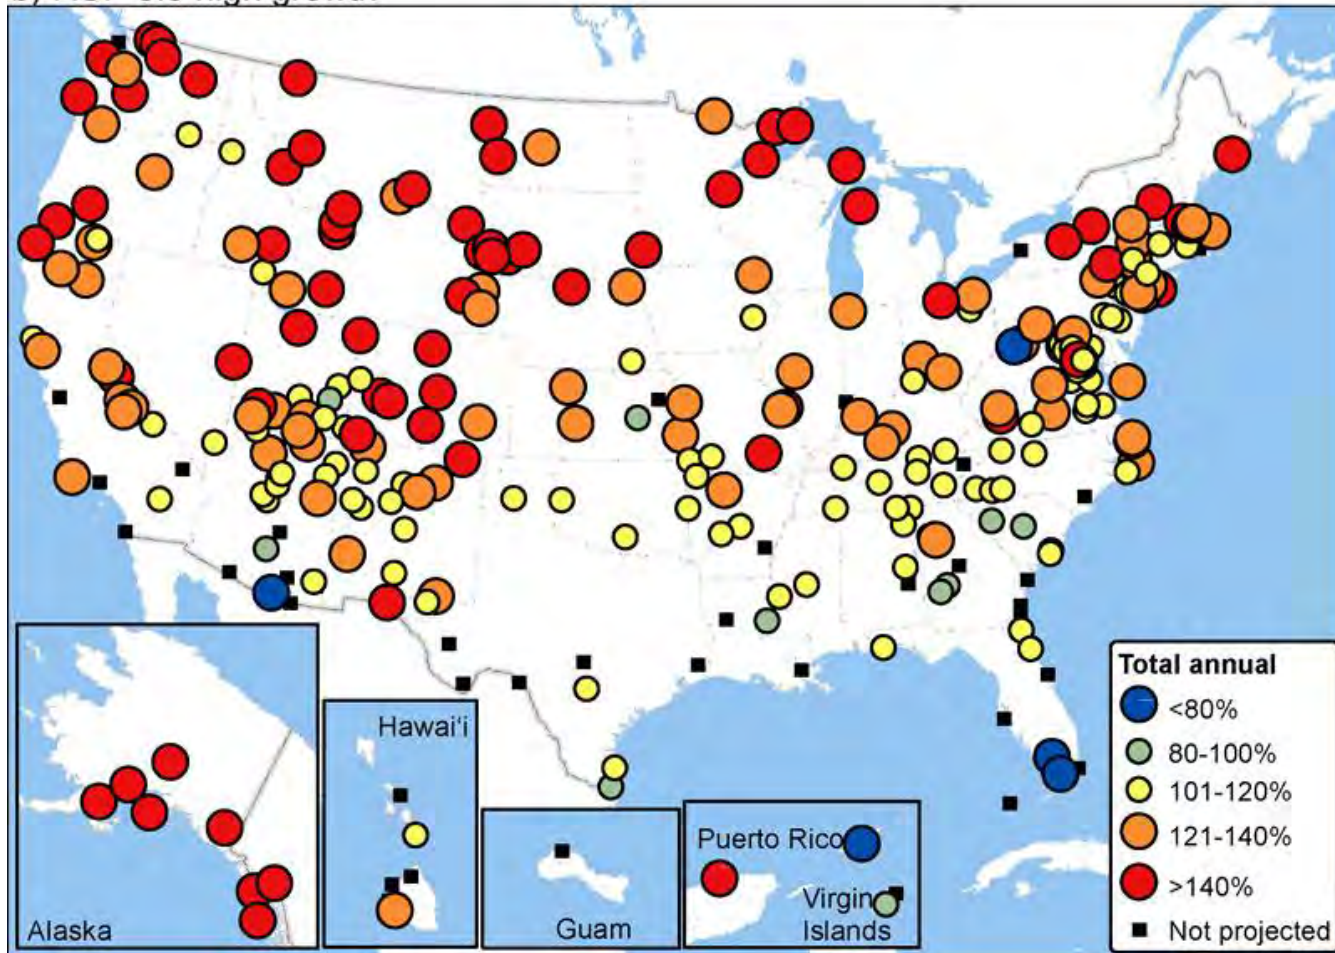 Total annual
<80%
80-100%
101-120%
121-140%
>140%
Not projected
Alaska
Hawai‘i
Guam
Puerto Rico
Virgin
Islands